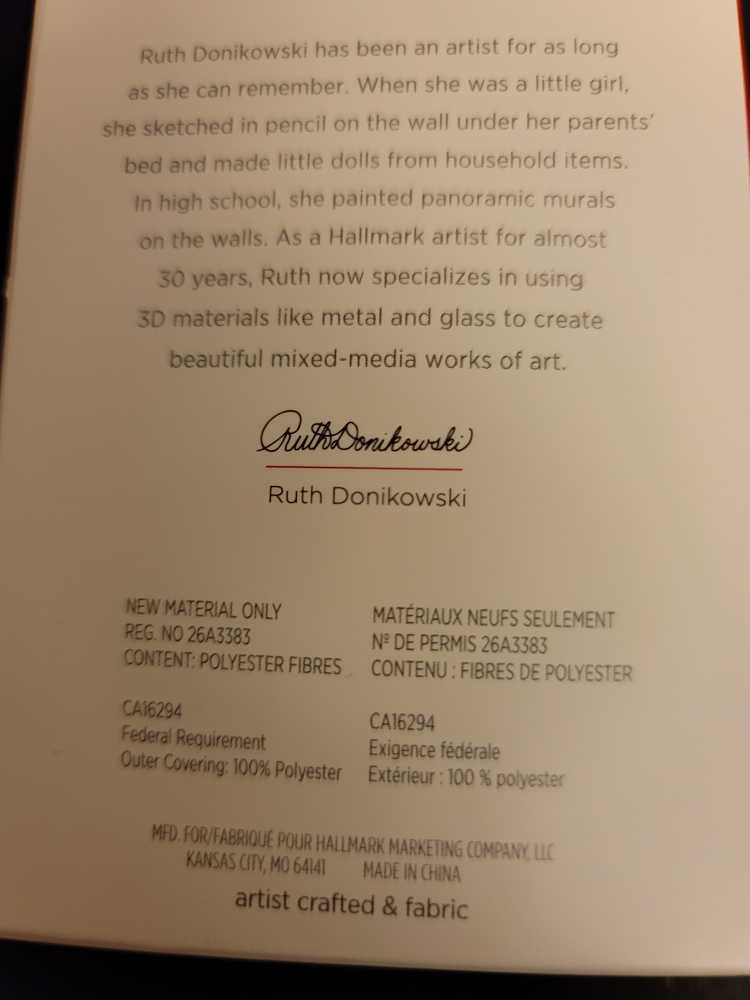 Ruth Donikowski has been an artist for as long
as she can remember. When she was a little girl,
she sketched in pencil on the wall under her parents'
bed and made little dolls from household items.
In high school, she painted panoramic murals
on the walls. As a Hallmark artist for almost
30 years, Ruth now specializes in using
3D materials like metal and glass to create
beautiful mixed-media works of art.
Ruth Donikowski
Ruth Donikowski
NEW MATERIAL ONLY
REG. NO 26A3383
CONTENT: POLYESTER FIBRES
CA16294
Federal Requirement
Outer Covering: 100% Polyester
MATÉRIAUX NEUFS SEULEMENT
Nº DE PERMIS 26A3383
CONTENU : FIBRES DE POLYESTER
CA16294
Exigence fédérale
Extérieur : 100 % polyester
MFD. FOR/FABRIQUÉ POUR HALLMARK MARKETING COMPANY, LLC
KANSAS CITY, MO 64141 MADE IN CHINA
artist crafted & fabric